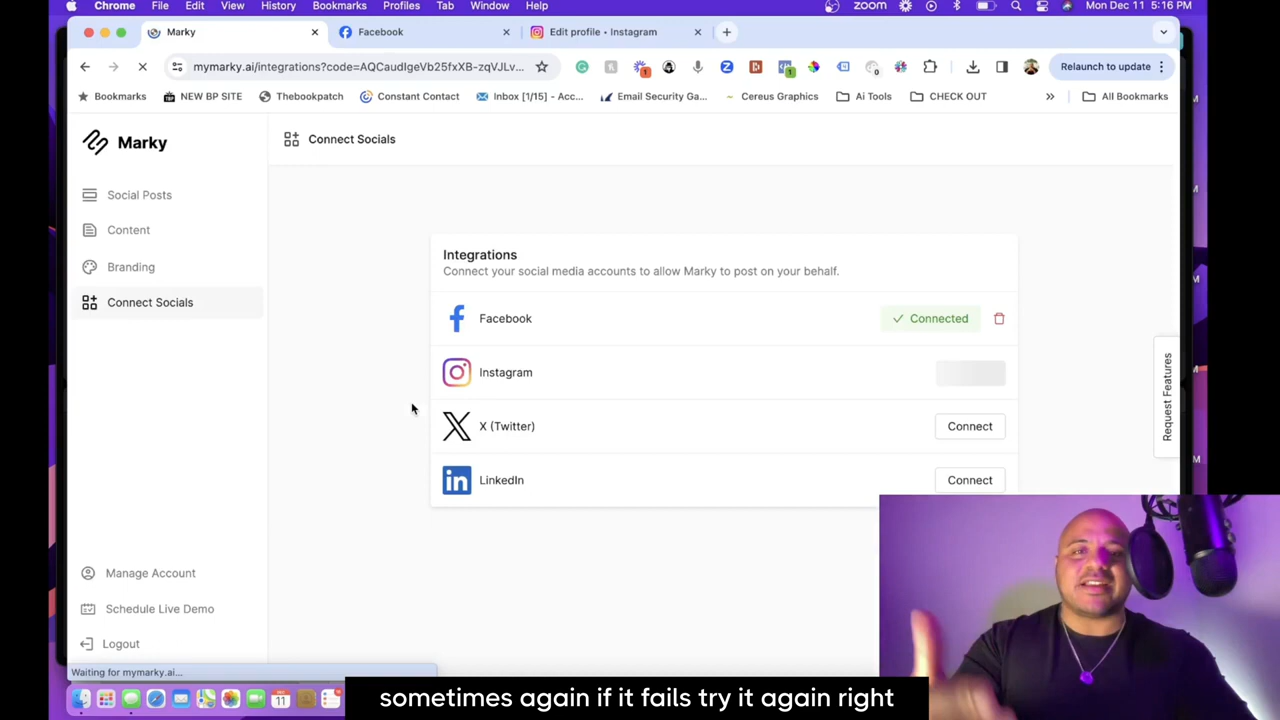 Chrome File Edit View History Bookmarks Profiles Tab Window Help zoom Mon Dec 11 5:16 PM
Marky Facebook Edit profile • Instagram
mymarky.ai/integrations?code=AQCaudIgeVb25fxXB-zqVJLv... Relaunch to update
Bookmarks NEW BP SITE Thebookpatch Constant Contact Inbox [1/15] - Acc... Email Security Ga... Cereus Graphics Ai Tools CHECK OUT » All Bookmarks
Marky
Connect Socials
Social Posts
Content
Branding
Connect Socials
Integrations
Connect your social media accounts to allow Marky to post on your behalf.
Facebook Connected
Instagram
X (Twitter) Connect
LinkedIn Connect
Request Features
Manage Account
Schedule Live Demo
Logout
Waiting for mymarky.ai...
sometimes again if it fails try it again right